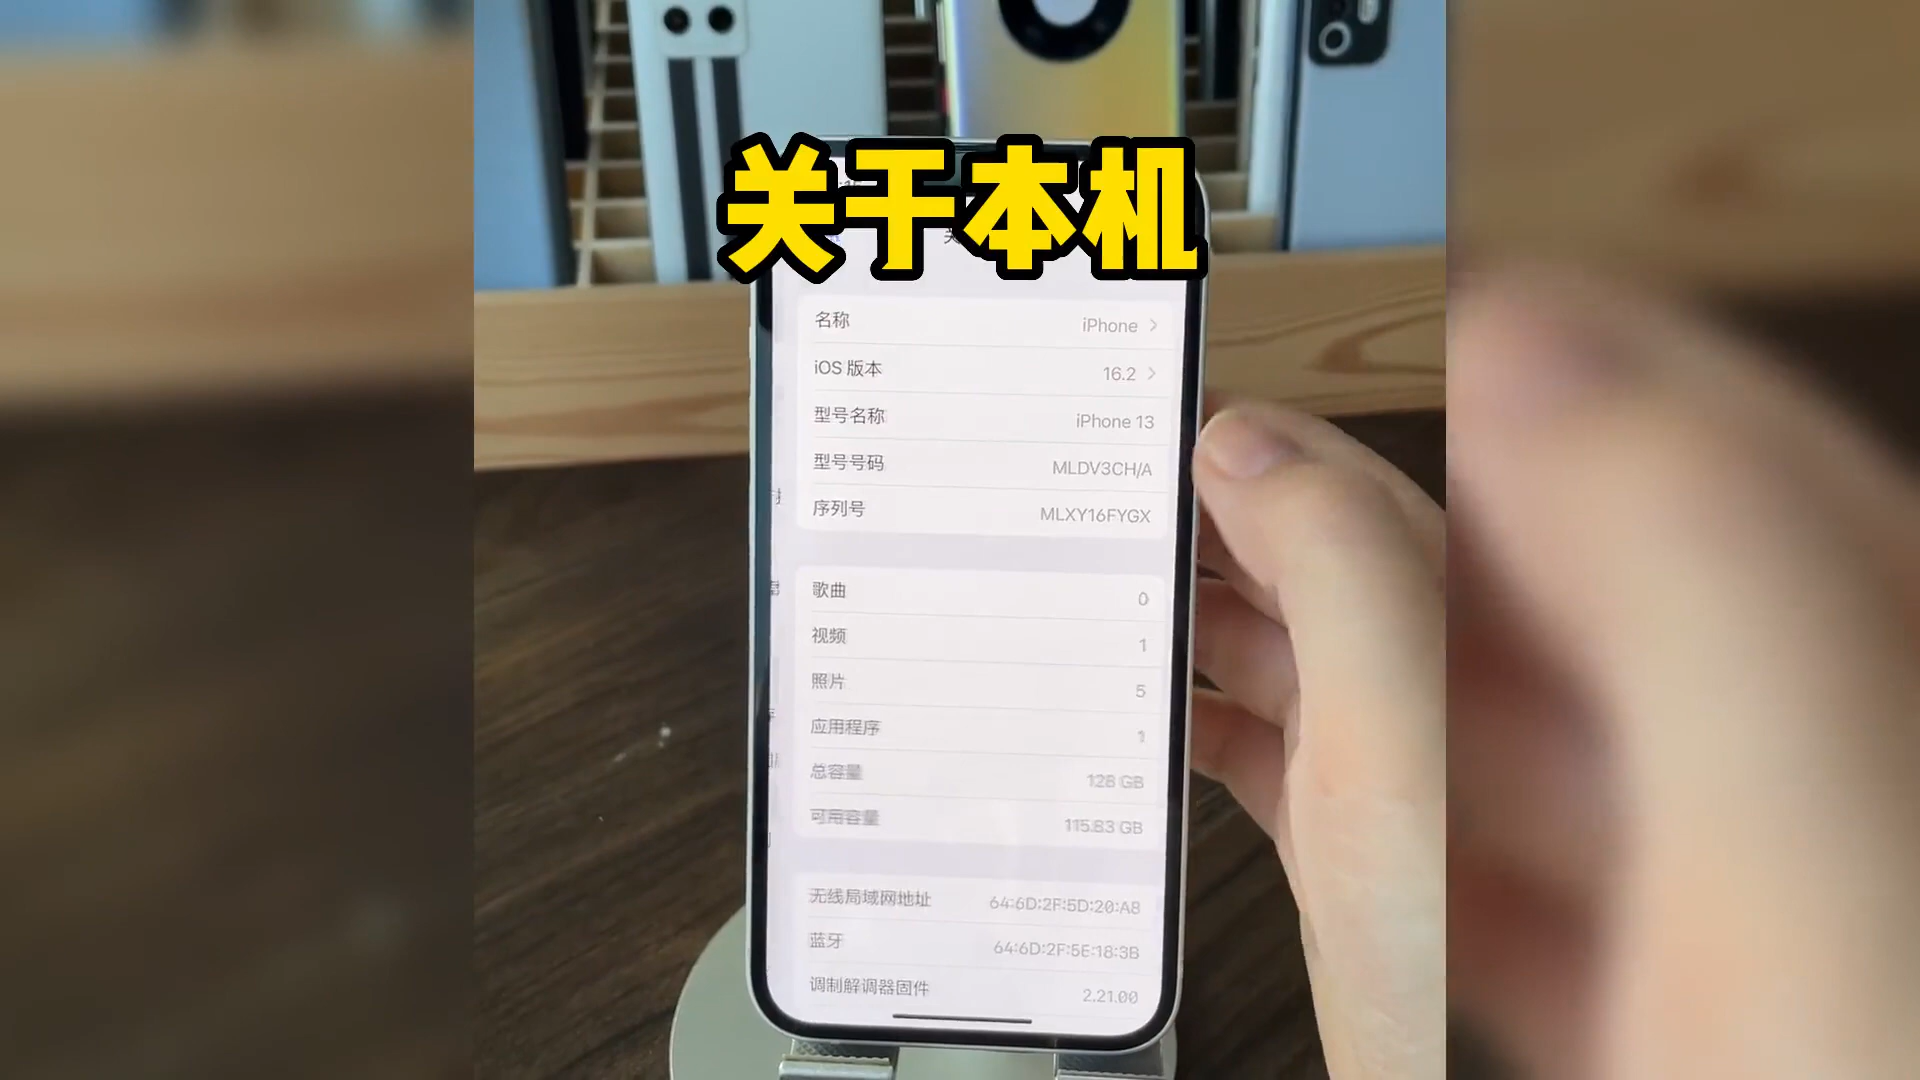 关于本机
名称 iPhone
iOS 版本 16.2
型号名称 iPhone 13
型号号码 MLDV3CH/A
序列号 MLXY16FYGX
歌曲 0
视频 1
照片 5
应用程序 1
总容量 128 GB
可用容量 115.83 GB
无线局域网地址 64:6D:2F:5D:20:A8
蓝牙 64:6D:2F:5E:18:3B
调制解调器固件 2.21.00